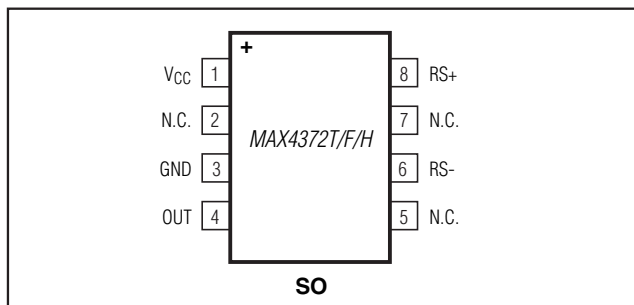 +
VCC 1 8 RS+
N.C. 2 7 N.C.
MAX4372T/F/H
GND 3 6 RS-
OUT 4 5 N.C.
SO